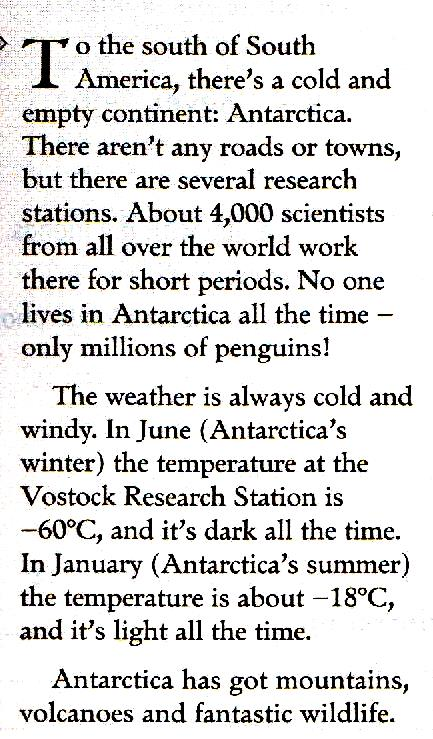 To the south of South
America, there's a cold and
empty continent: Antarctica.
There aren't any roads or towns,
but there are several research
stations. About 4,000 scientists
from all over the world work
there for short periods. No one
lives in Antarctica all the time –
only millions of penguins!
The weather is always cold and
windy. In June (Antarctica's
winter) the temperature at the
Vostock Research Station is
–60°C, and it's dark all the time.
In January (Antarctica's summer)
the temperature is about –18°C,
and it's light all the time.
Antarctica has got mountains,
volcanoes and fantastic wildlife.